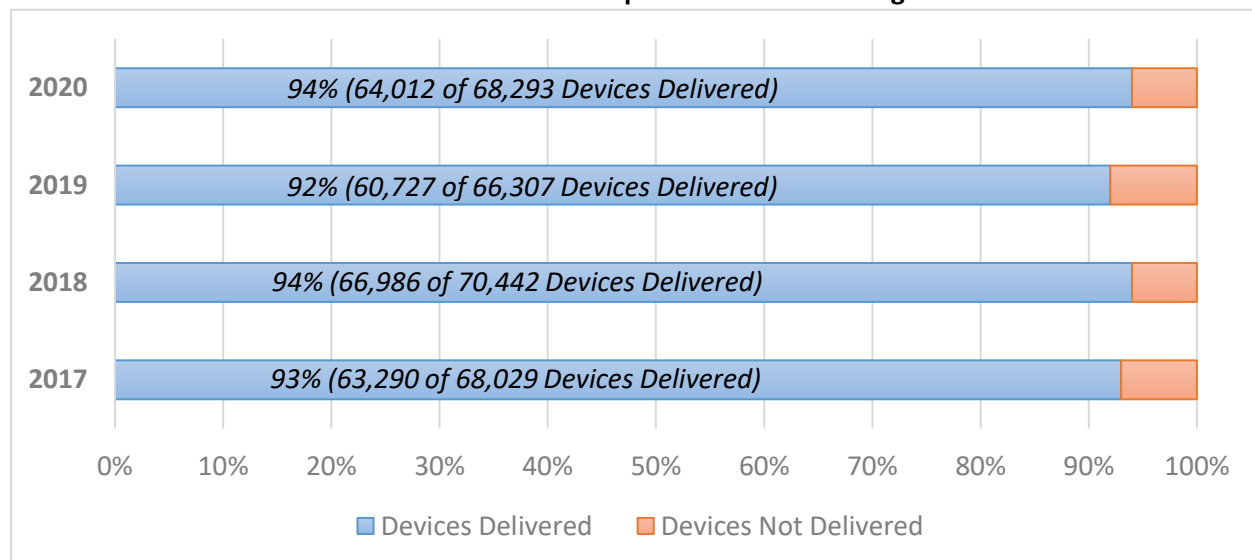 2020
94% (64,012 of 68,293 Devices Delivered)
2019
92% (60,727 of 66,307 Devices Delivered)
2018
94% (66,986 of 70,442 Devices Delivered)
2017
93% (63,290 of 68,029 Devices Delivered)
0% 10% 20% 30% 40% 50% 60% 70% 80% 90% 100%
Devices Delivered Devices Not Delivered